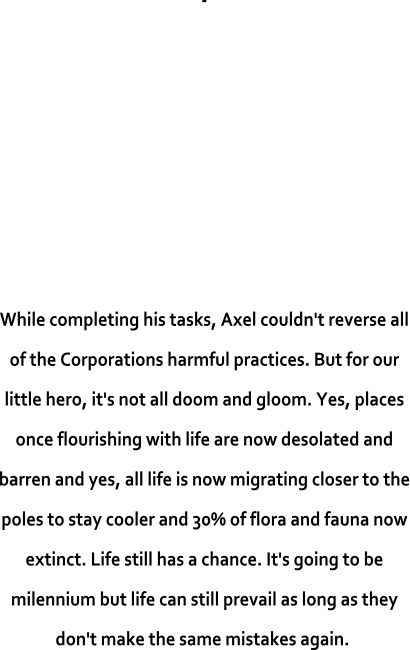 While completing his tasks, Axel couldn't reverse all
of the Corporations harmful practices. But for our
little hero, it's not all doom and gloom. Yes, places
once flourishing with life are now desolated and
barren and yes, all life is now migrating closer to the
poles to stay cooler and 30% of flora and fauna now
extinct. Life still has a chance. It's going to be
milennium but life can still prevail as long as they
don't make the same mistakes again.